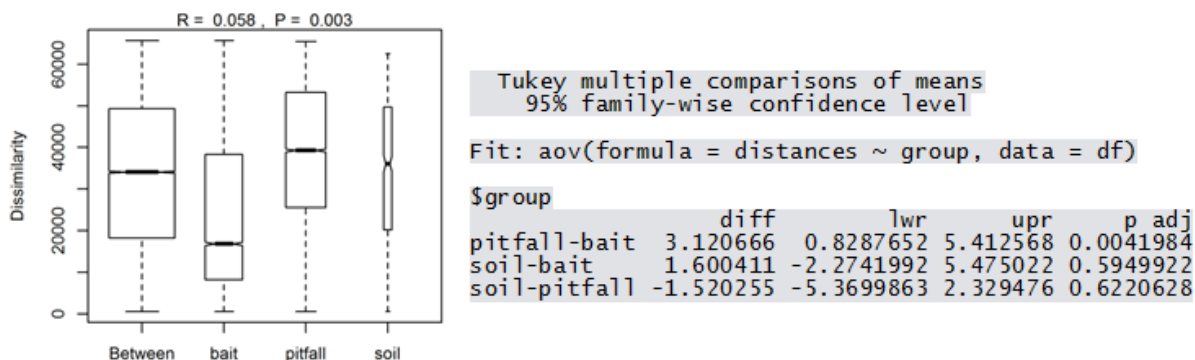 R = 0.058 , P = 0.003
Dissimilarity
60000
40000
20000
0
Between bait pitfall soil
Tukey multiple comparisons of means
95% family-wise confidence level
Fit: aov(formula = distances ~ group, data = df)
$group
diff lwr upr p adj
pitfall-bait 3.120666 0.8287652 5.412568 0.0041984
soil-bait 1.600411 -2.2741992 5.475022 0.5949922
soil-pitfall -1.520255 -5.3699863 2.329476 0.6220628